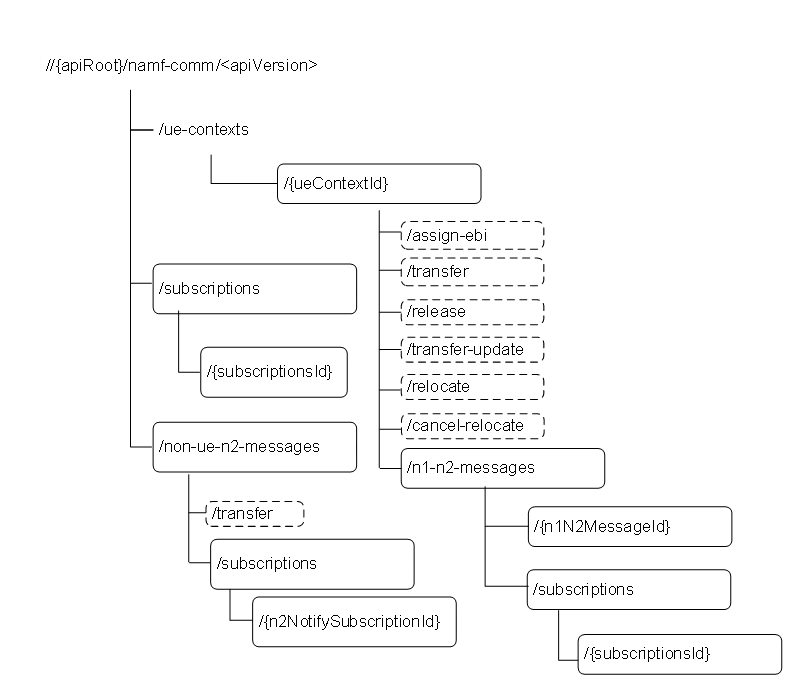 //{apiRoot}/namf-comm/<apiVersion>
/ue-contexts
/{ueContextId}
/assign-ebi
/transfer
/release
/transfer-update
/relocate
/cancel-relocate
/n1-n2-messages
/{n1N2MessageId}
/subscriptions
/{subscriptionsId}
/subscriptions
/{subscriptionsId}
/non-ue-n2-messages
/transfer
/subscriptions
/{n2NotifySubscriptionId}